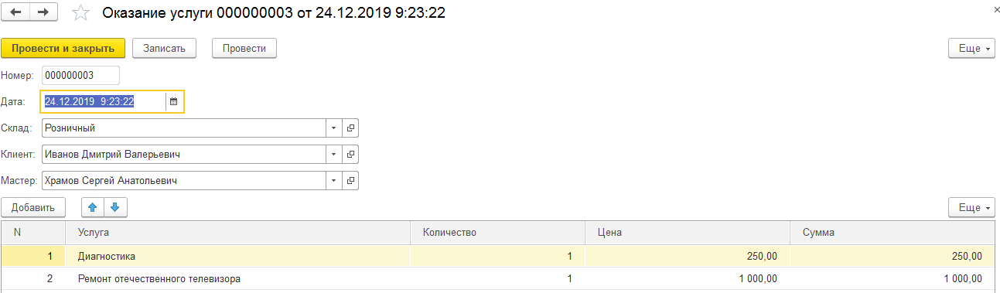 Оказание услуги 000000003 от 24.12.2019 9:23:22
Провести и закрыть Записать Провести Еще
Номер: 000000003
Дата: 24.12.2019 9:23:22
Склад: Розничный
Клиент: Иванов Дмитрий Валерьевич
Мастер: Храмов Сергей Анатольевич
Добавить Еще
N Услуга Количество Цена Сумма
1 Диагностика 1 250,00 250,00
2 Ремонт отечественного телевизора 1 1 000,00 1 000,00